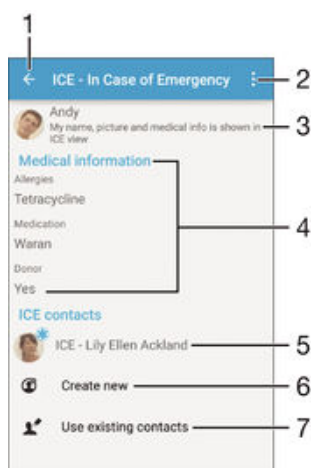 1
ICE - In Case of Emergency
2
Andy
My name, picture and medical info is shown in
ICE view
3
Medical information
Allergies
Tetracycline
4
Medication
Waran
Donor
Yes
ICE contacts
ICE - Lily Ellen Ackland
5
Create new
6
Use existing contacts
7